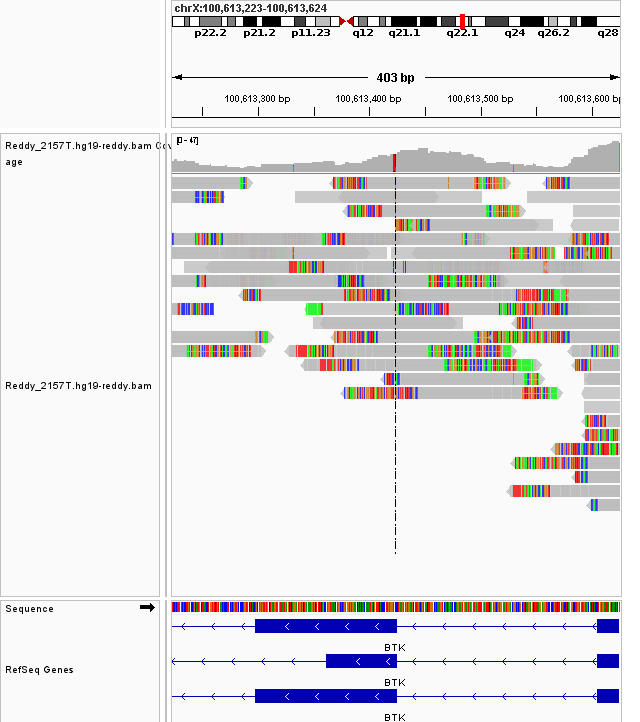 chrX:100,613,223-100,613,624
p22.2 p21.2 p11.23 q12 q21.1 q22.1 q24 q26.2 q28
403 bp
100,613,300 bp 100,613,400 bp 100,613,500 bp 100,613,600 bp
Reddy_2157T.hg19-reddy.bam Cov
age
[0 - 47]
Reddy_2157T.hg19-reddy.bam
Sequence
BTK
RefSeq Genes
BTK
BTK